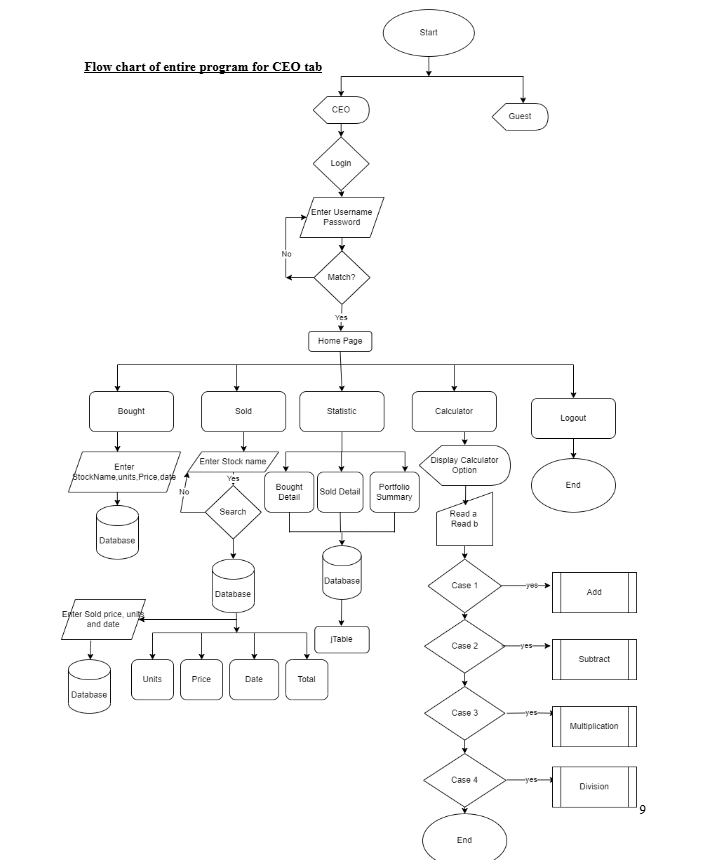 Start
Flow chart of entire program for CEO tab
CEO
Guest
Login
Enter Username
Password
No
Match?
Yes
Home Page
Bought
Sold
Statistic
Calculator
Logout
Enter
StockName,units,Price,date
Enter Stock name
Yes
No
Search
Bought
Detail
Sold Detail
Portfolio
Summary
Display Calculator
Option
End
Read a
Read b
Database
Database
Database
Case 1
yes
Add
Enter Sold price, units
and date
jTable
Case 2
yes
Subtract
Units
Price
Date
Total
Database
Case 3
yes
Multiplication
Case 4
yes
Division
9
End